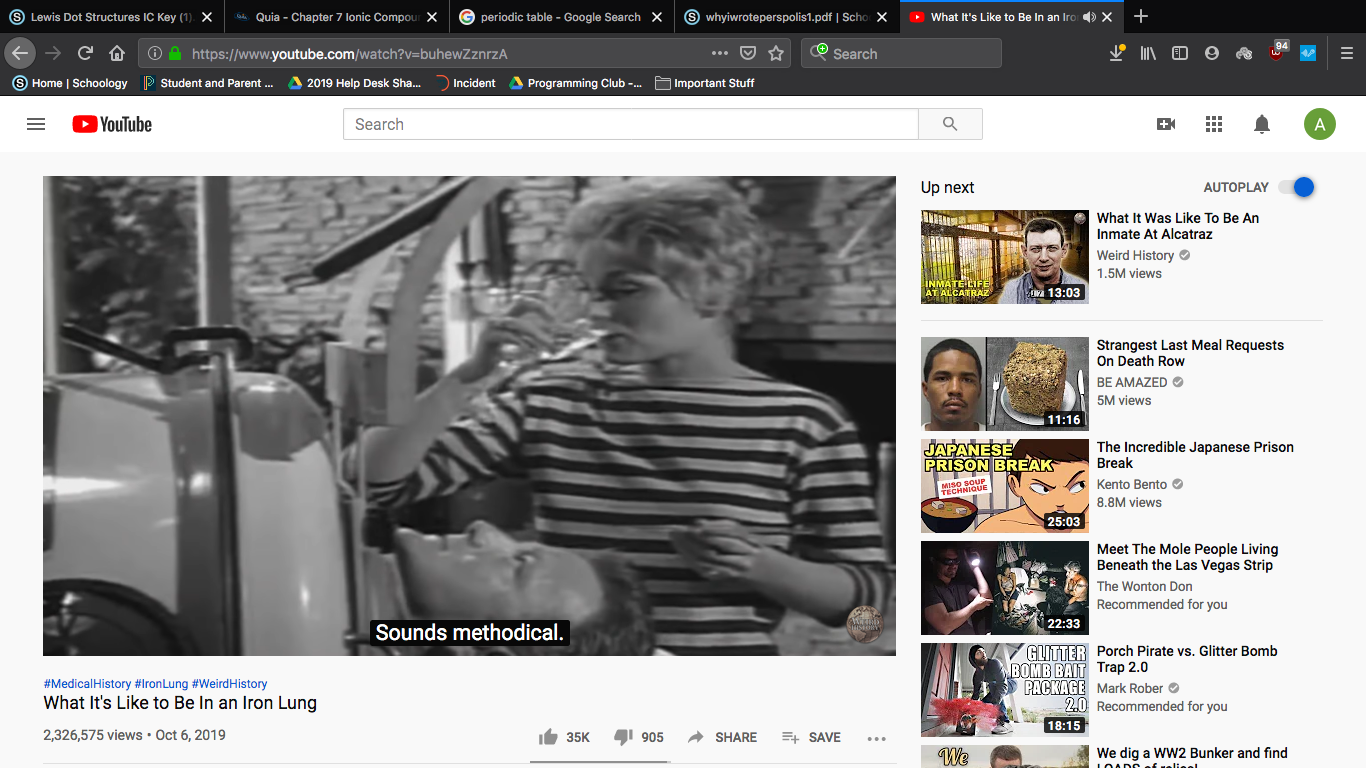 Lewis Dot Structures IC Key (1).
Quia - Chapter 7 Ionic Compour
periodic table - Google Search
whyiwroteperspolis1.pdf | Schoo
What It's Like to Be In an Iron
https://www.youtube.com/watch?v=buhewZznrzA
Search
94
Home | Schoology
Student and Parent ...
2019 Help Desk Sha...
Incident
Programming Club -...
Important Stuff
YouTube
Search
A
Sounds methodical.
WEIRD
HISTORY
#MedicalHistory #IronLung #WeirdHistory
What It's Like to Be In an Iron Lung
2,326,575 views • Oct 6, 2019
35K
905
SHARE
SAVE
Up next
AUTOPLAY
INMATE LIFE
AT ALCATRAZ
13:03
What It Was Like To Be An
Inmate At Alcatraz
Weird History
1.5M views
11:16
Strangest Last Meal Requests
On Death Row
BE AMAZED
5M views
JAPANESE
PRISON BREAK
MISO SOUP
TECHNIQUE
25:03
The Incredible Japanese Prison
Break
Kento Bento
8.8M views
22:33
Meet The Mole People Living
Beneath the Las Vegas Strip
The Wonton Don
Recommended for you
GLITTER
BOMB BAIT
PACKAGE
2.0
18:15
Porch Pirate vs. Glitter Bomb
Trap 2.0
Mark Rober
Recommended for you
We
We dig a WW2 Bunker and find
LOADS of relics!